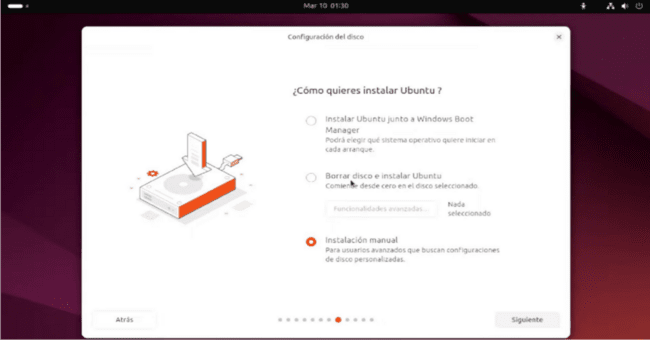 Mar 10 01:30
Configuración del disco
¿Cómo quieres instalar Ubuntu ?
Instalar Ubuntu junto a Windows Boot
Manager
Podrá elegir qué sistema operativo quiere iniciar en
cada arranque.
Borrar disco e instalar Ubuntu
Comience desde cero en el disco seleccionado.
Funcionalidades avanzadas...
Nada
seleccionado
Instalación manual
Para usuarios avanzados que buscan configuraciones
de disco personalizadas.
Atrás
Siguiente